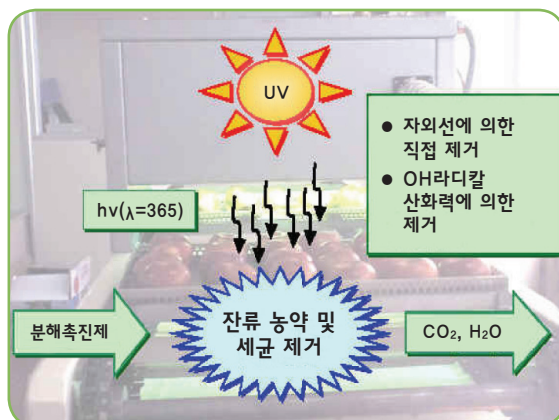 UV
● 자외선에 의한
직접 제거
● OH라디칼
산화력에 의한
제거
hv(λ=365)
분해촉진제
잔류 농약 및
세균 제거
CO₂, H₂O